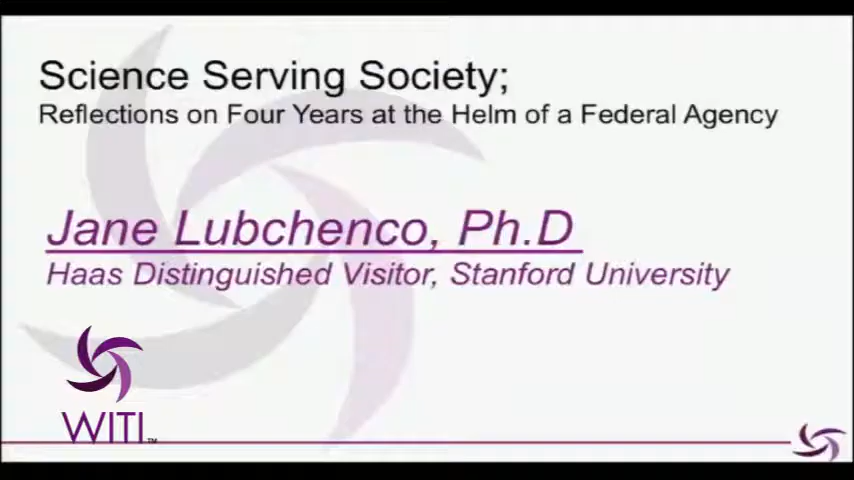 Science Serving Society;
Reflections on Four Years at the Helm of a Federal Agency
Jane Lubchenco, Ph.D
Haas Distinguished Visitor, Stanford University
WITI™